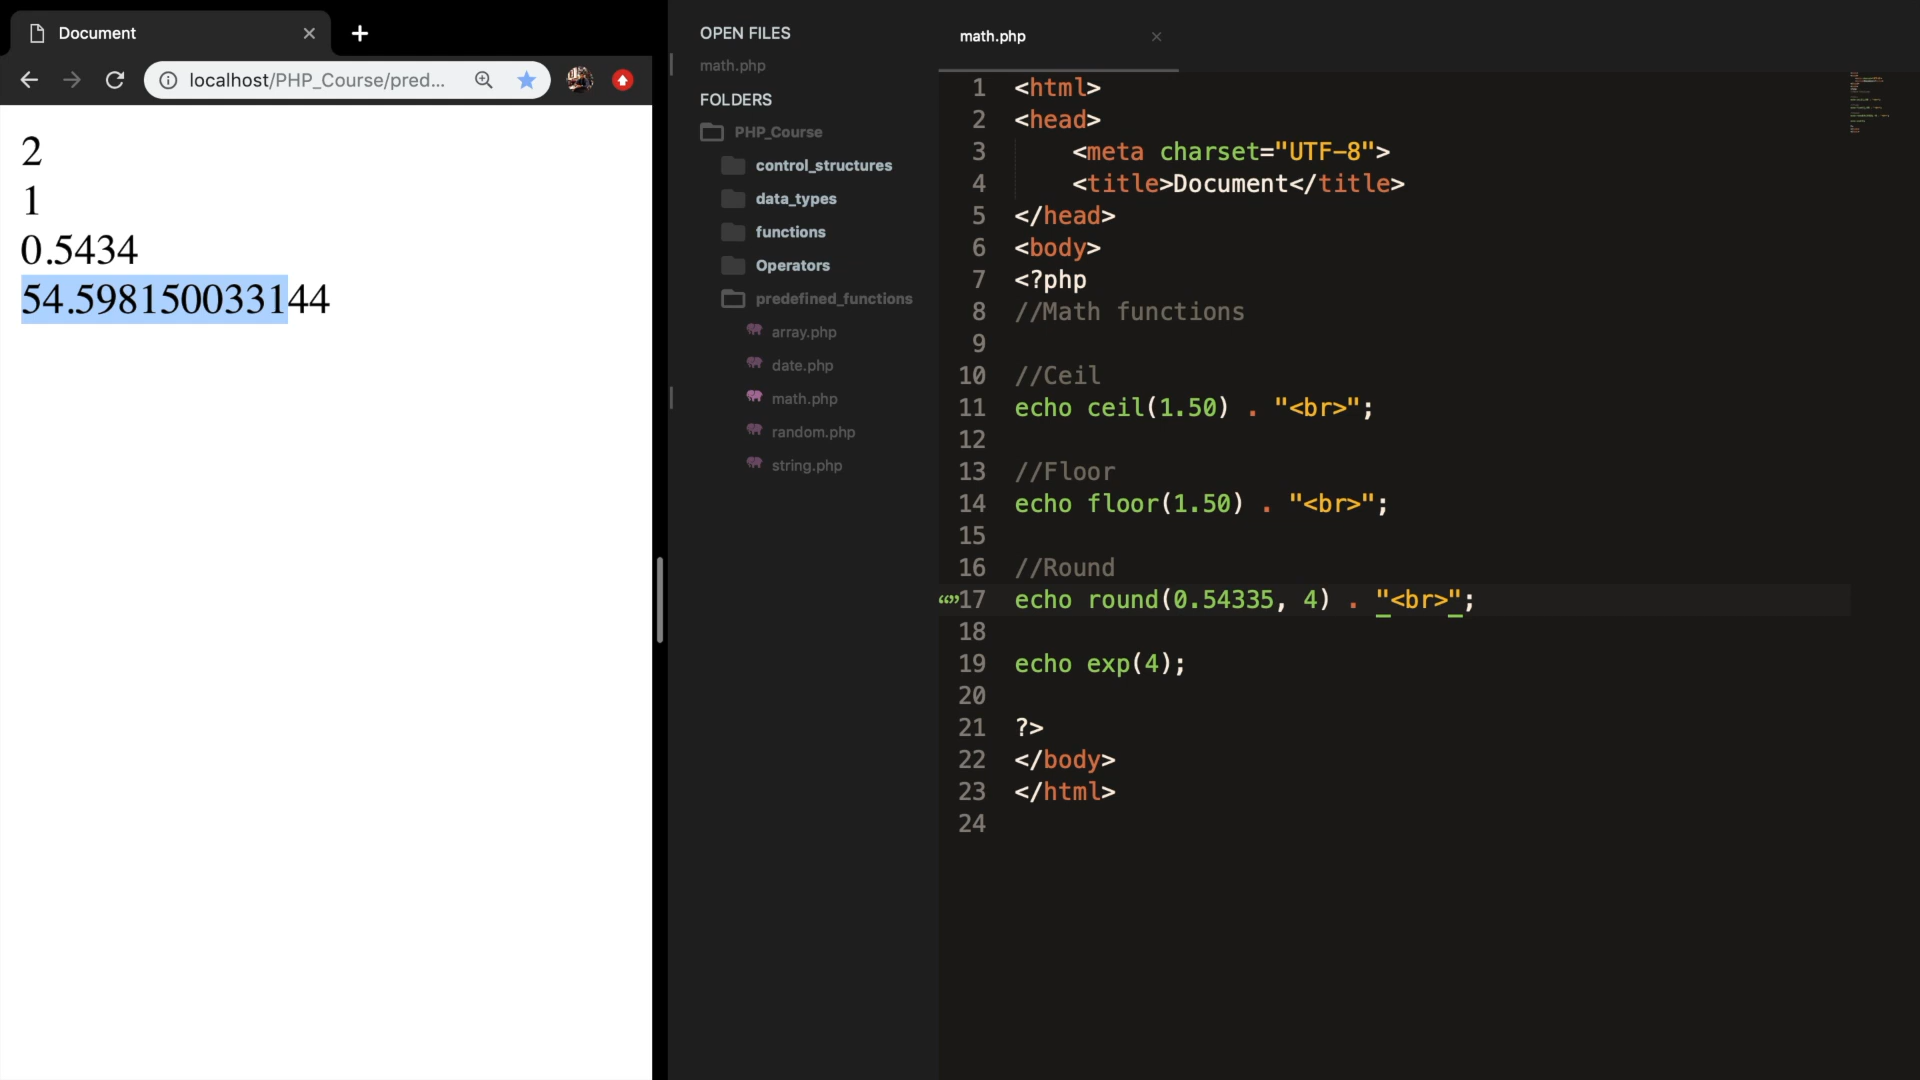 Document
localhost/PHP_Course/pred...
2
1
0.5434
54.598150033144
OPEN FILES
math.php
FOLDERS
PHP_Course
control_structures
data_types
functions
Operators
predefined_functions
array.php
date.php
math.php
random.php
string.php
math.php
1 <html>
2 <head>
3 <meta charset="UTF-8">
4 <title>Document</title>
5 </head>
6 <body>
7 <?php
8 //Math functions
9
10 //Ceil
11 echo ceil(1.50) . "<br>";
12
13 //Floor
14 echo floor(1.50) . "<br>";
15
16 //Round
17 echo round(0.54335, 4) . "<br>";
18
19 echo exp(4);
20
21 ?>
22 </body>
23 </html>
24